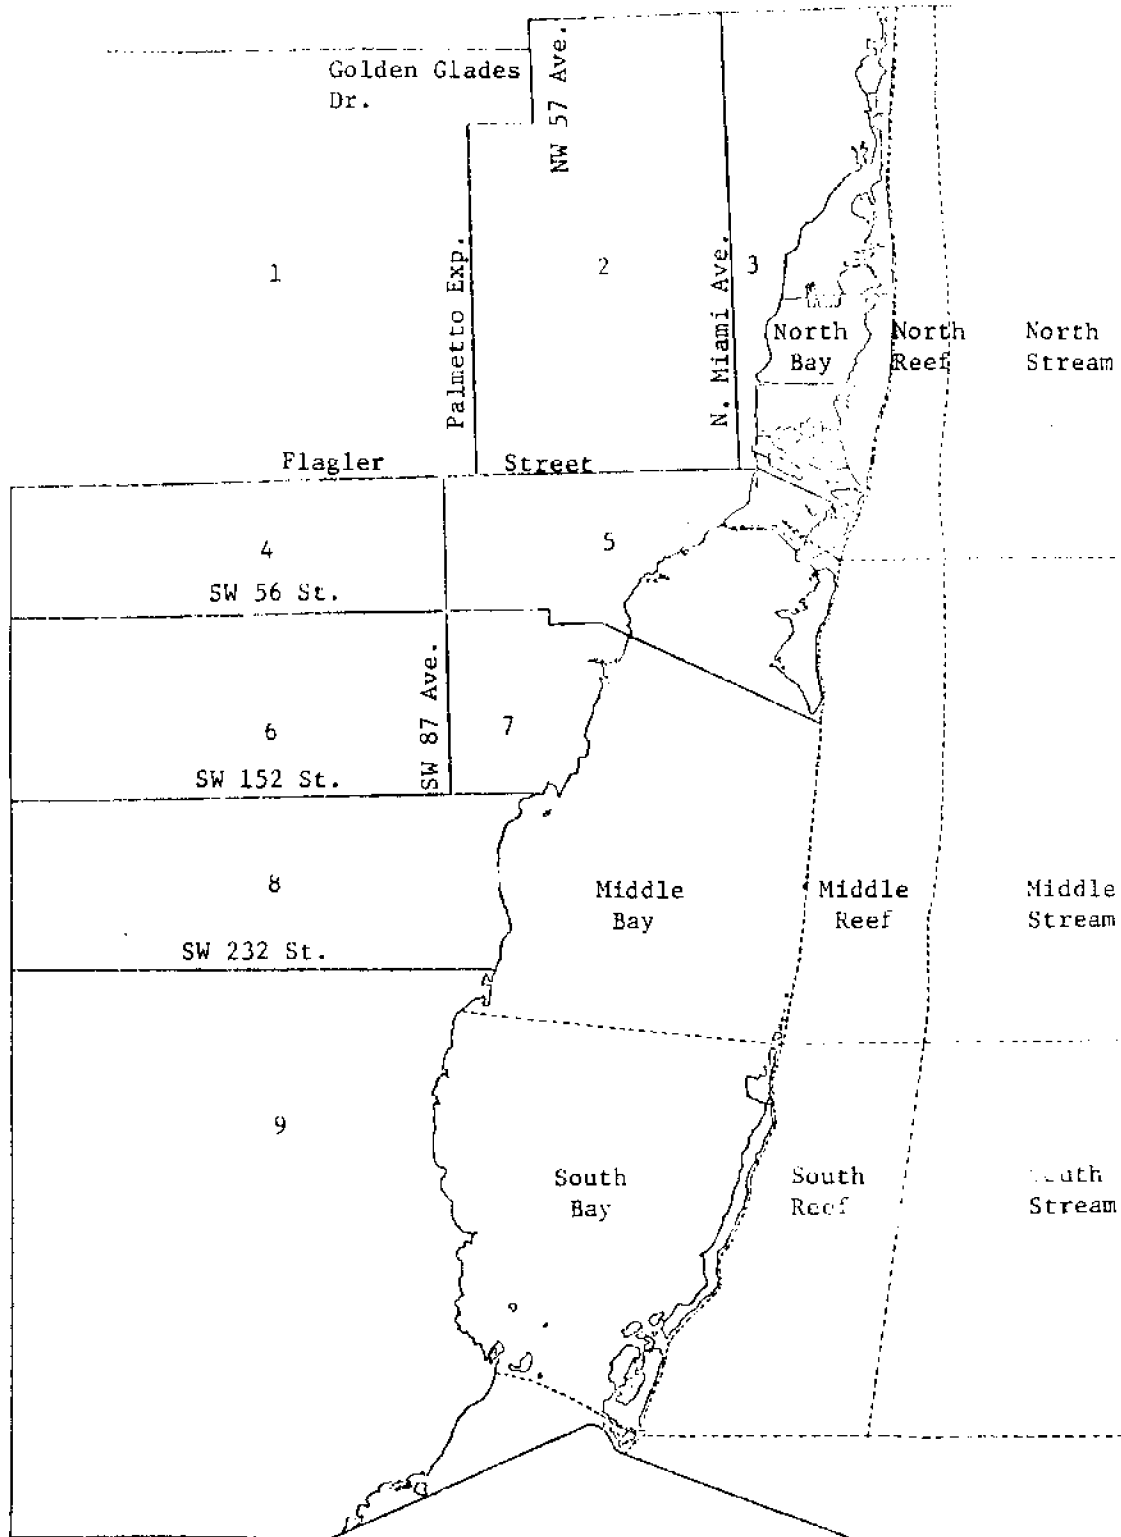 Golden Glades
Dr.
NW 57 Ave.
1
Palmetto Exp.
2
N. Miami Ave.
3
North
Bay
North
Reef
North
Stream
Flagler Street
4
SW 56 St.
5
6
SW 87 Ave.
7
SW 152 St.
8
SW 232 St.
Middle
Bay
Middle
Reef
Middle
Stream
9
South
Bay
South
Reef
Stream